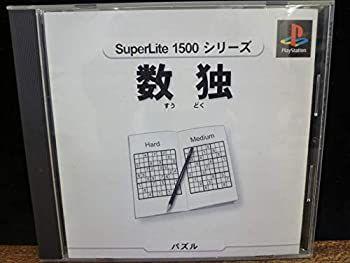 SuperLite 1500 シリーズ
PlayStation
数独
すう どく
Hard
Medium
パズル